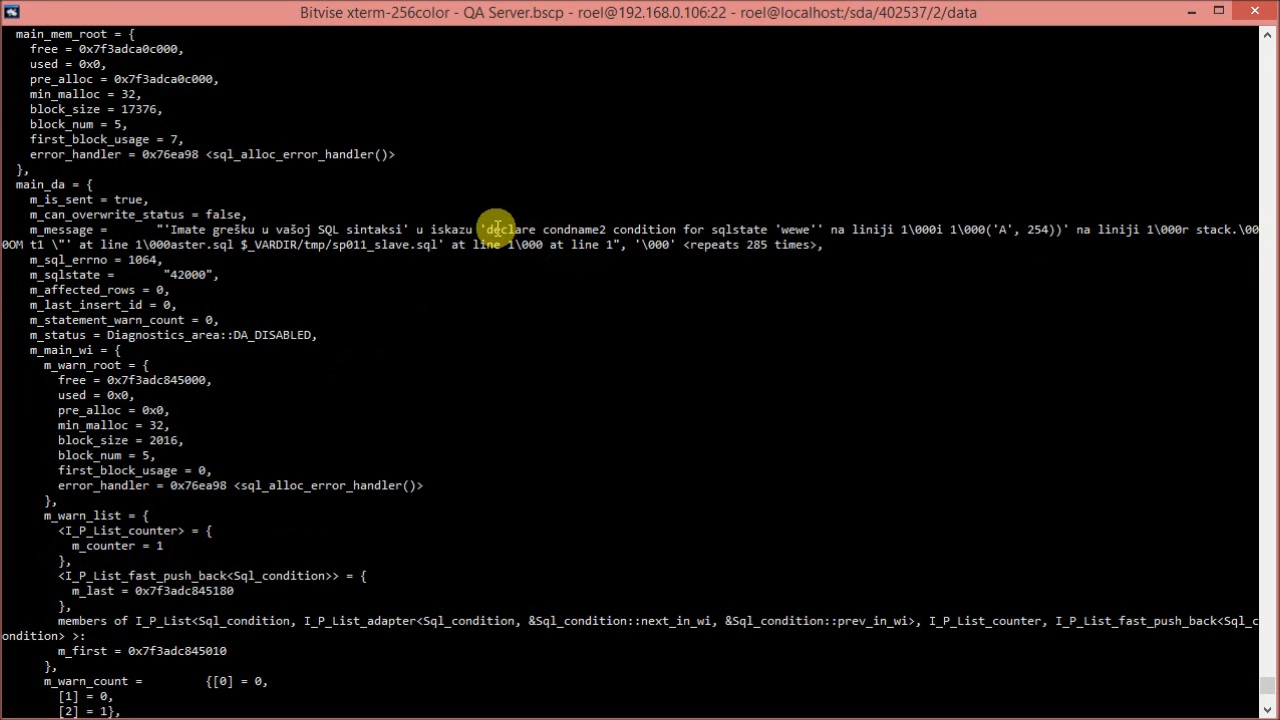 Bitvise xterm-256color - QA Server.bscp - roel@192.168.0.106:22 - roel@localhost:/sda/402537/2/data
main_mem_root = {
free = 0x7f3adca0c000,
used = 0x0,
pre_alloc = 0x7f3adca0c000,
min_malloc = 32,
block_size = 17376,
block_num = 5,
first_block_usage = 7,
error_handler = 0x76ea98 <sql_alloc_error_handler()>
},
main_da = {
m_is_sent = true,
m_can_overwrite_status = false,
m_message = "'Imate grešku u vašoj SQL sintaksi' u iskazu 'declare condname2 condition for sqlstate 'wewe'' na liniji 1\000i 1\000('A', 254))' na liniji 1\000r stack.\00
0OM t1 \"' at line 1\000aster.sql $_VARDIR/tmp/sp011_slave.sql' at line 1\000 at line 1", '\000' <repeats 285 times>,
m_sql_errno = 1064,
m_sqlstate = "42000",
m_affected_rows = 0,
m_last_insert_id = 0,
m_statement_warn_count = 0,
m_status = Diagnostics_area::DA_DISABLED,
m_main_wi = {
m_warn_root = {
free = 0x7f3adc845000,
used = 0x0,
pre_alloc = 0x0,
min_malloc = 32,
block_size = 2016,
block_num = 5,
first_block_usage = 0,
error_handler = 0x76ea98 <sql_alloc_error_handler()>
},
m_warn_list = {
<I_P_List_counter> = {
m_counter = 1
},
<I_P_List_fast_push_back<Sql_condition>> = {
m_last = 0x7f3adc845180
},
members of I_P_List<Sql_condition, I_P_List_adapter<Sql_condition, &Sql_condition::next_in_wi, &Sql_condition::prev_in_wi>, I_P_List_counter, I_P_List_fast_push_back<Sql_c
ondition> >:
m_first = 0x7f3adc845010
},
m_warn_count = {[0] = 0,
[1] = 0,
[2] = 1},